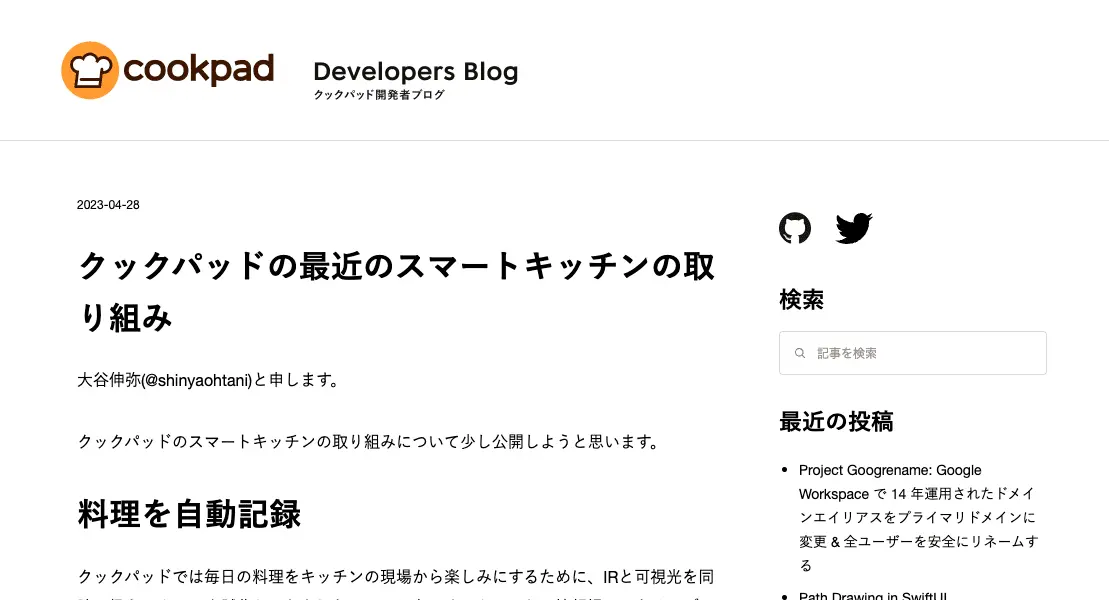 cookpad
Developers Blog
クックパッド開発者ブログ
2023-04-28
クックパッドの最近のスマートキッチンの取
り組み
大谷伸弥(@shinyaohtani)と申します。
クックパッドのスマートキッチンの取り組みについて少し公開しようと思います。
料理を自動記録
クックパッドでは毎日の料理をキッチンの現場から楽しみにするために、IRと可視光を同
検索
記事を検索
最近の投稿
Project Googrename: Google
Workspace で 14 年運用されたドメイ
ンエイリアスをプライマリドメインに
変更 & 全ユーザーを安全にリネームす
る
Path Drawing in SwiftUI